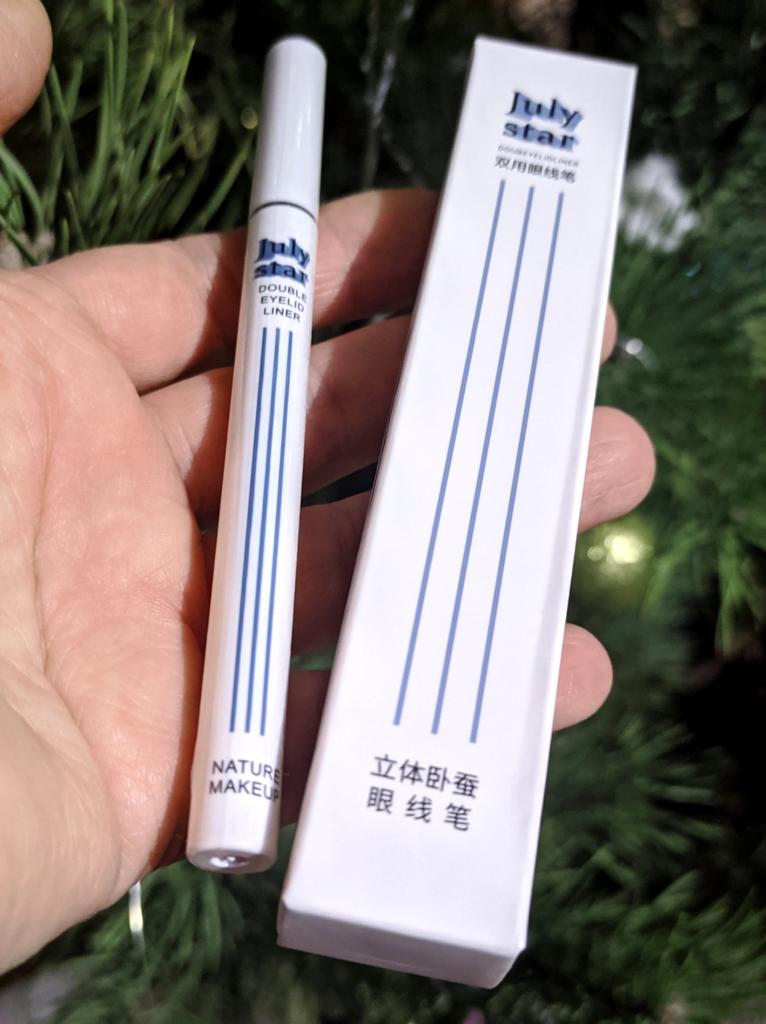 July
star
DOUBLE
EYELID
LINER
NATURE
MAKEUP
July
star
DOUBEYELIDLINER
双用眼线笔
立体卧蚕
眼线笔